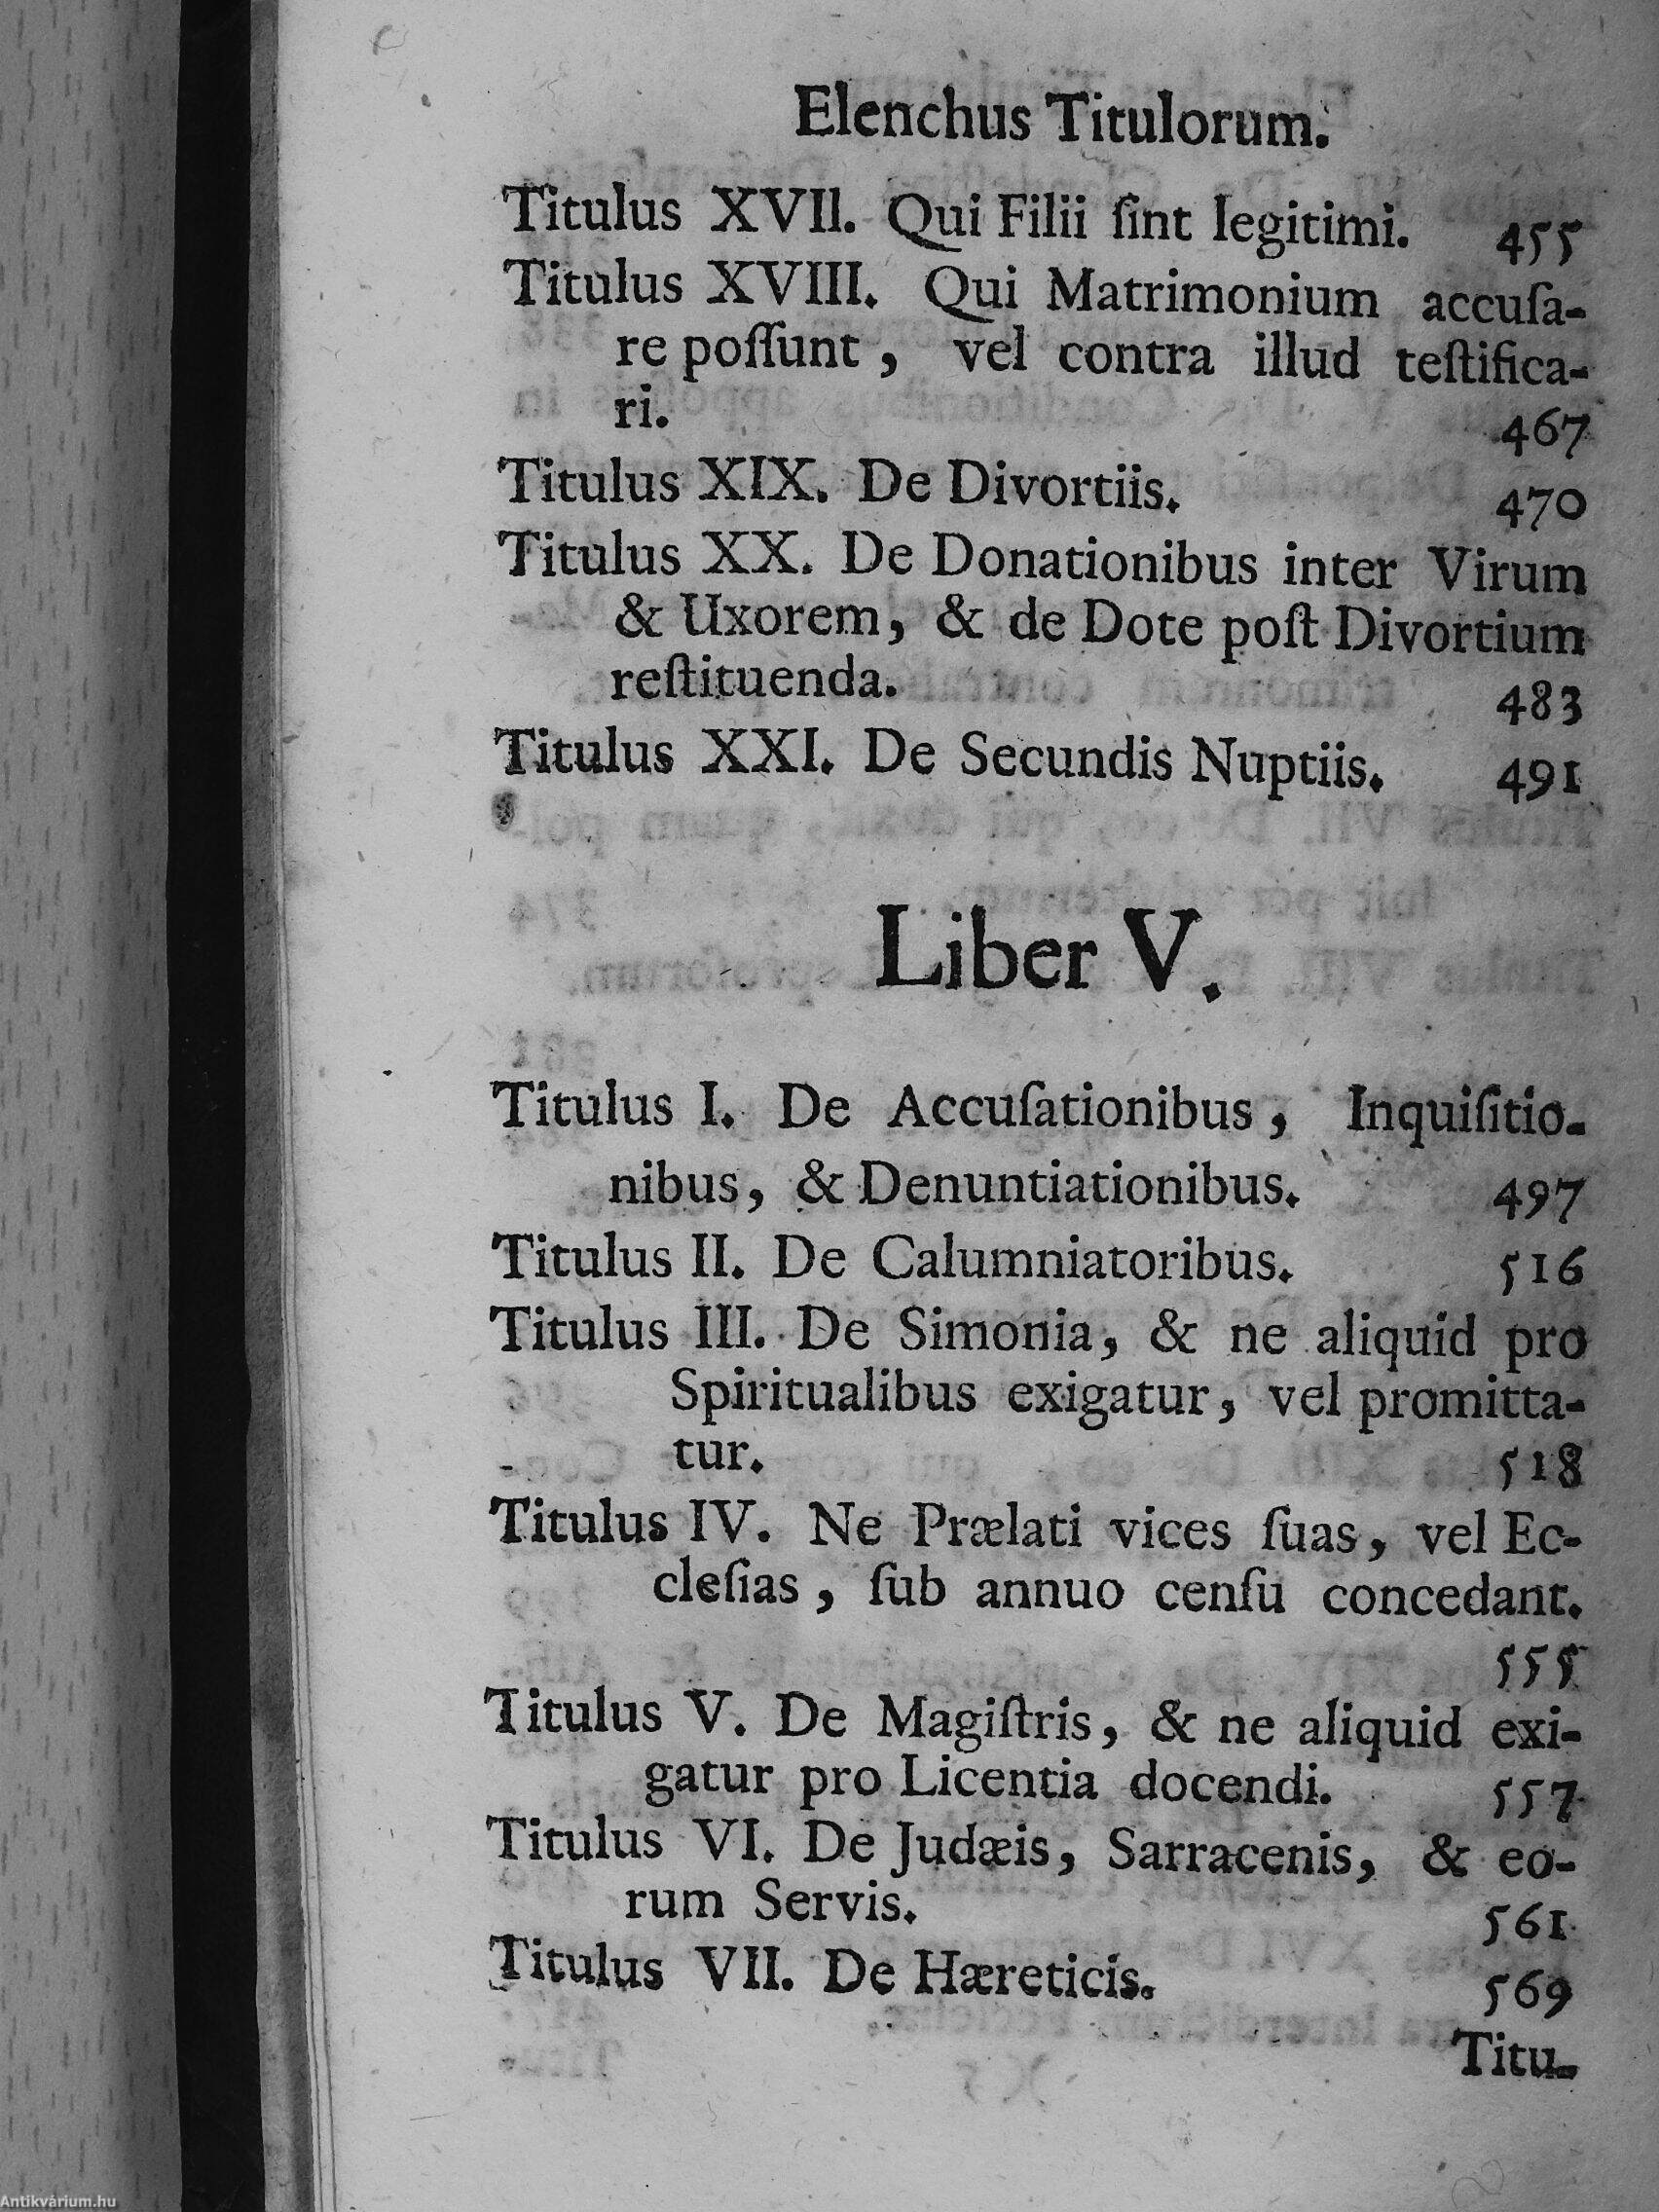 Elenchus Titulorum.
Titulus XVII. Qui Filii ſint legitimi. 455
Titulus XVIII. Qui Matrimonium accuſa-
re poſſunt, vel contra illud teſtifica-
ri. 467
Titulus XIX. De Divortiis. 470
Titulus XX. De Donationibus inter Virum
& Uxorem, & de Dote poſt Divortium
reſtituenda. 483
Titulus XXI. De Secundis Nuptiis. 491
Liber V.
Titulus I. De Accuſationibus, Inquiſitio-
nibus, & Denuntiationibus. 497
Titulus II. De Calumniatoribus. 516
Titulus III. De Simonia, & ne aliquid pro
Spiritualibus exigatur, vel promitta-
tur. 518
Titulus IV. Ne Prælati vices ſuas, vel Ec-
cleſias, ſub annuo cenſu concedant.
555
Titulus V. De Magiſtris, & ne aliquid exi-
gatur pro Licentia docendi. 557
Titulus VI. De Judæis, Sarracenis, & eo-
rum Servis. 561
Titulus VII. De Hæreticis. 569
Titu-
Antikvárium.hu